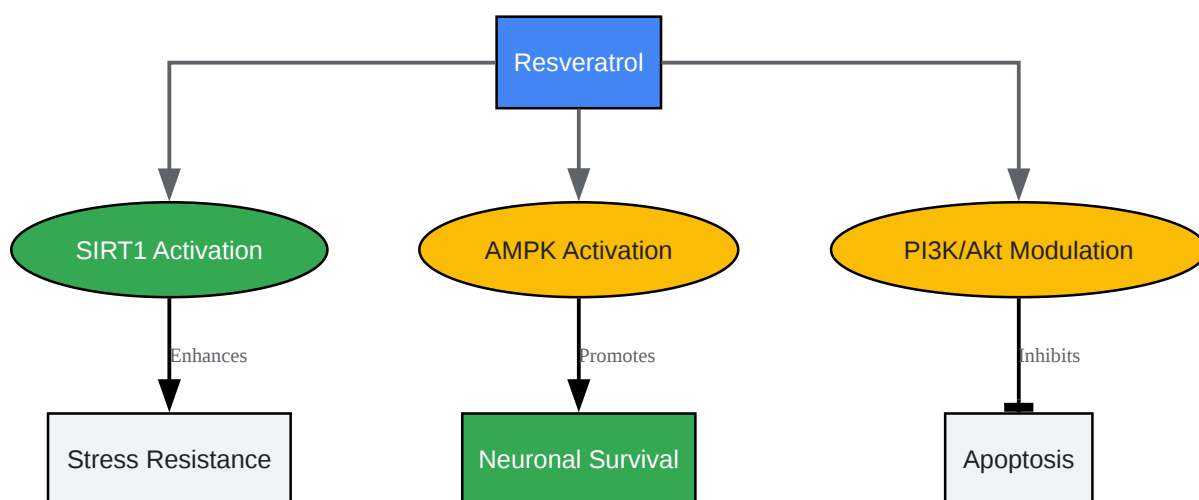 Resveratrol
SIRT1 Activation
AMPK Activation
PI3K/Akt Modulation
Enhances
Promotes
Inhibits
Stress Resistance
Neuronal Survival
Apoptosis